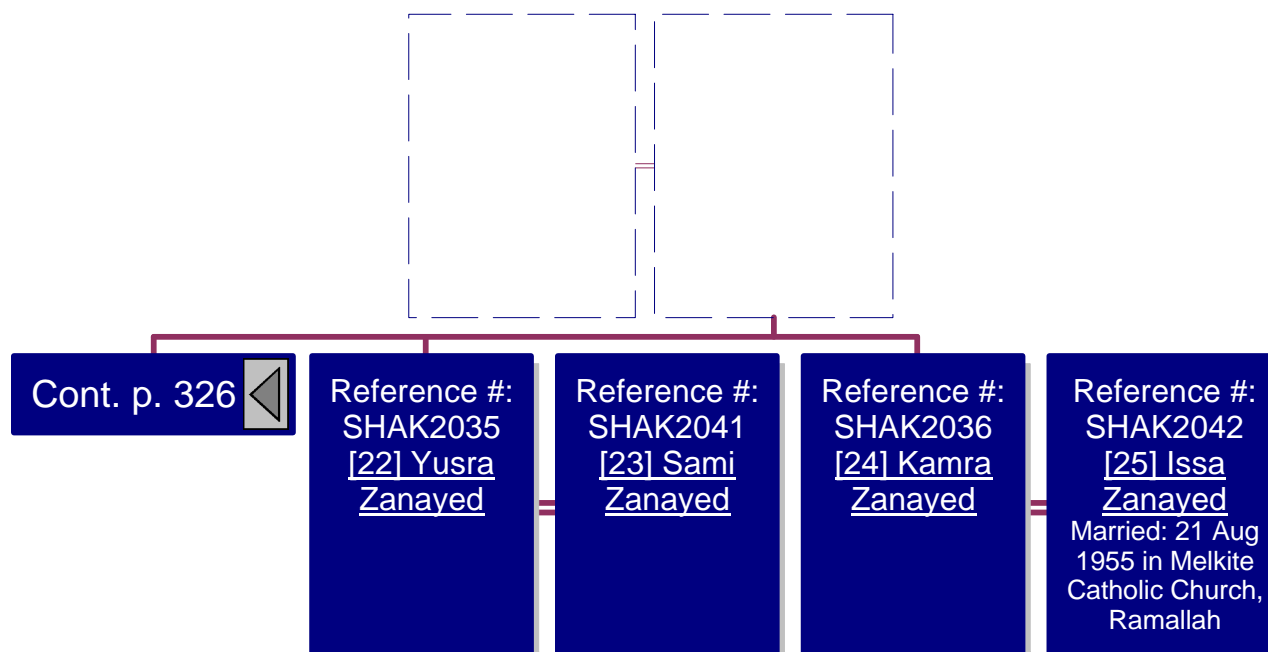 Cont. p. 326
Reference #:
SHAK2035
[22] Yusra
Zanayed
Reference #:
SHAK2041
[23] Sami
Zanayed
Reference #:
SHAK2036
[24] Kamra
Zanayed
Reference #:
SHAK2042
[25] Issa
Zanayed
Married: 21 Aug
1955 in Melkite
Catholic Church,
Ramallah